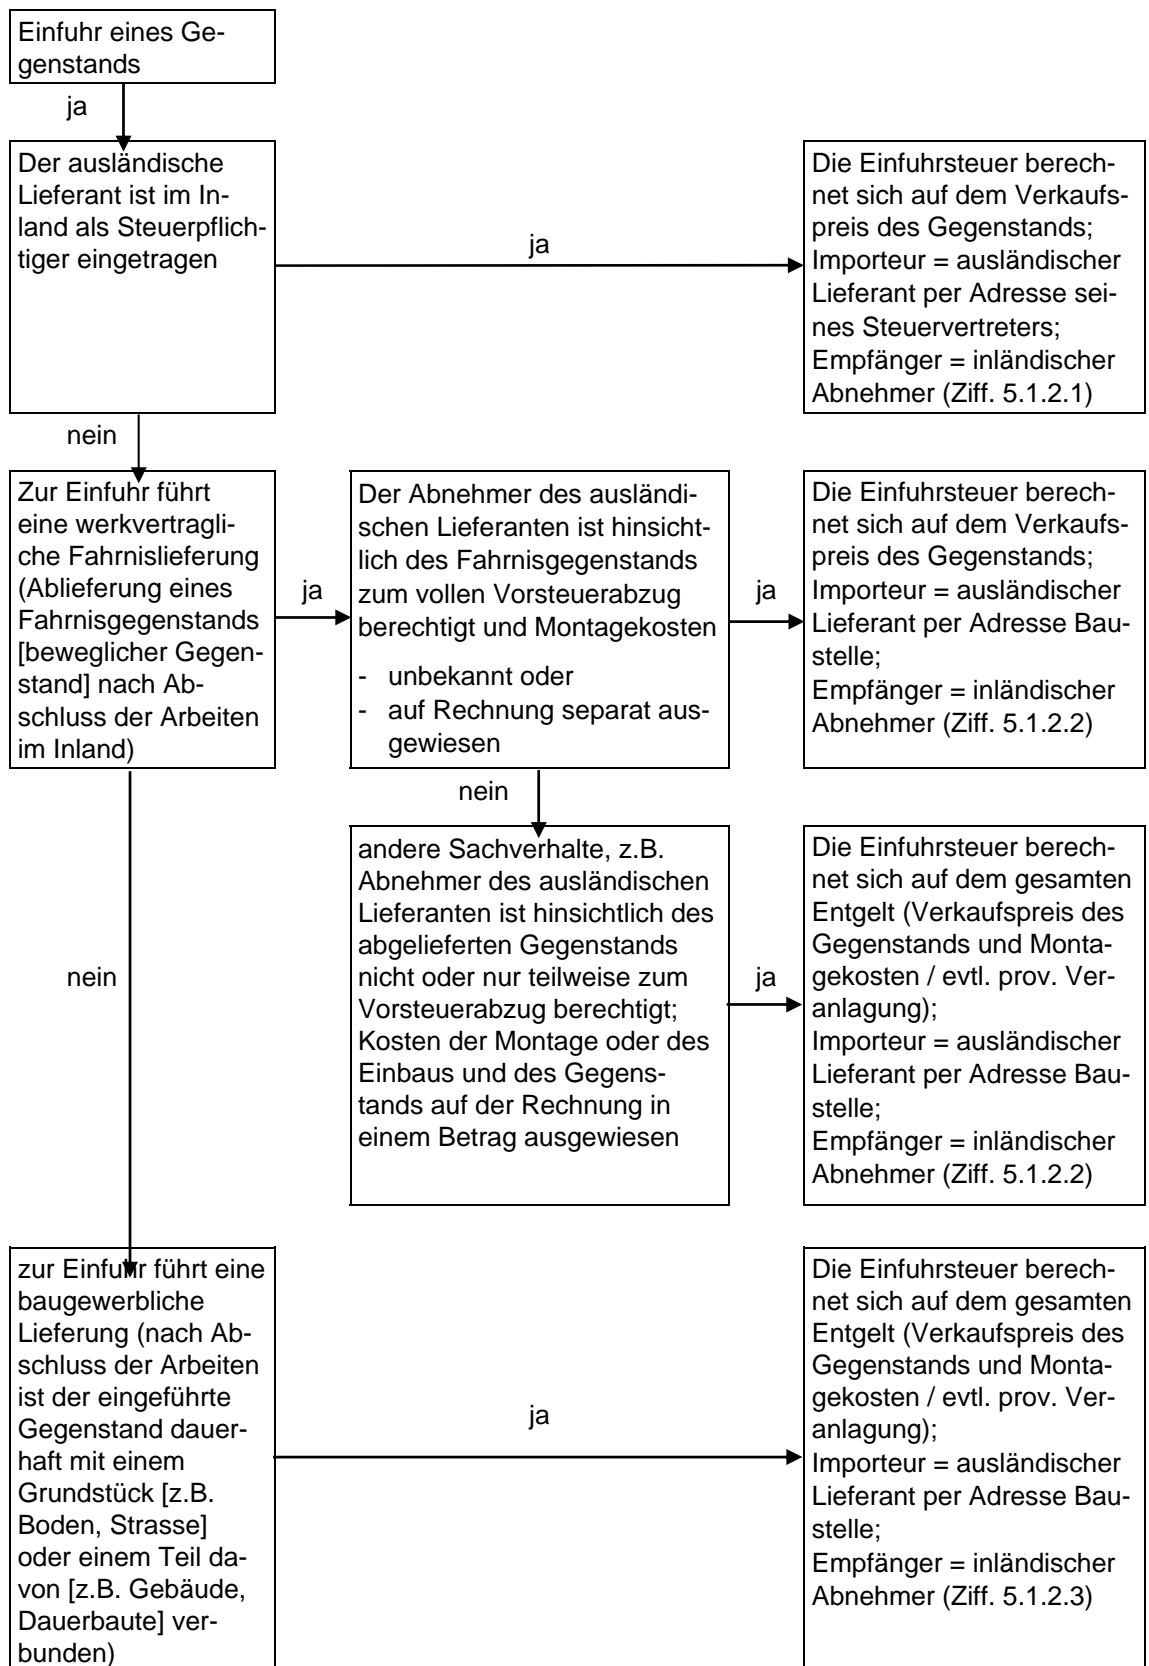 Einfuhr eines Ge-
genstands
ja
Der ausländische
Lieferant ist im In-
land als Steuerpflich-
tiger eingetragen
ja
Die Einfuhrsteuer berech-
net sich auf dem Verkaufs-
preis des Gegenstands;
Importeur = ausländischer
Lieferant per Adresse sei-
nes Steuervertreters;
Empfänger = inländischer
Abnehmer (Ziff. 5.1.2.1)
nein
Zur Einfuhr führt
eine werkvertragli-
che Fahrnislieferung
(Ablieferung eines
Fahrnisgegenstands
[beweglicher Gegen-
stand] nach Ab-
schluss der Arbeiten
im Inland)
ja
Der Abnehmer des ausländi-
schen Lieferanten ist hinsicht-
lich des Fahrnisgegenstands
zum vollen Vorsteuerabzug
berechtigt und Montagekosten
- unbekannt oder
- auf Rechnung separat aus-
gewiesen
ja
Die Einfuhrsteuer berech-
net sich auf dem Verkaufs-
preis des Gegenstands;
Importeur = ausländischer
Lieferant per Adresse Bau-
stelle;
Empfänger = inländischer
Abnehmer (Ziff. 5.1.2.2)
nein
andere Sachverhalte, z.B.
Abnehmer des ausländischen
Lieferanten ist hinsichtlich des
abgelieferten Gegenstands
nicht oder nur teilweise zum
Vorsteuerabzug berechtigt;
Kosten der Montage oder des
Einbaus und des Gegens-
tands auf der Rechnung in
einem Betrag ausgewiesen
ja
Die Einfuhrsteuer berech-
net sich auf dem gesamten
Entgelt (Verkaufspreis des
Gegenstands und Monta-
gekosten / evtl. prov. Ver-
anlagung);
Importeur = ausländischer
Lieferant per Adresse Bau-
stelle;
Empfänger = inländischer
Abnehmer (Ziff. 5.1.2.2)
nein
zur Einfuhr führt eine
baugewerbliche
Lieferung (nach Ab-
schluss der Arbeiten
ist der eingeführte
Gegenstand dauer-
haft mit einem
Grundstück [z.B.
Boden, Strasse]
oder einem Teil da-
von [z.B. Gebäude,
Dauerbaute] ver-
bunden)
ja
Die Einfuhrsteuer berech-
net sich auf dem gesamten
Entgelt (Verkaufspreis des
Gegenstands und Monta-
gekosten / evtl. prov. Ver-
anlagung);
Importeur = ausländischer
Lieferant per Adresse Bau-
stelle;
Empfänger = inländischer
Abnehmer (Ziff. 5.1.2.3)